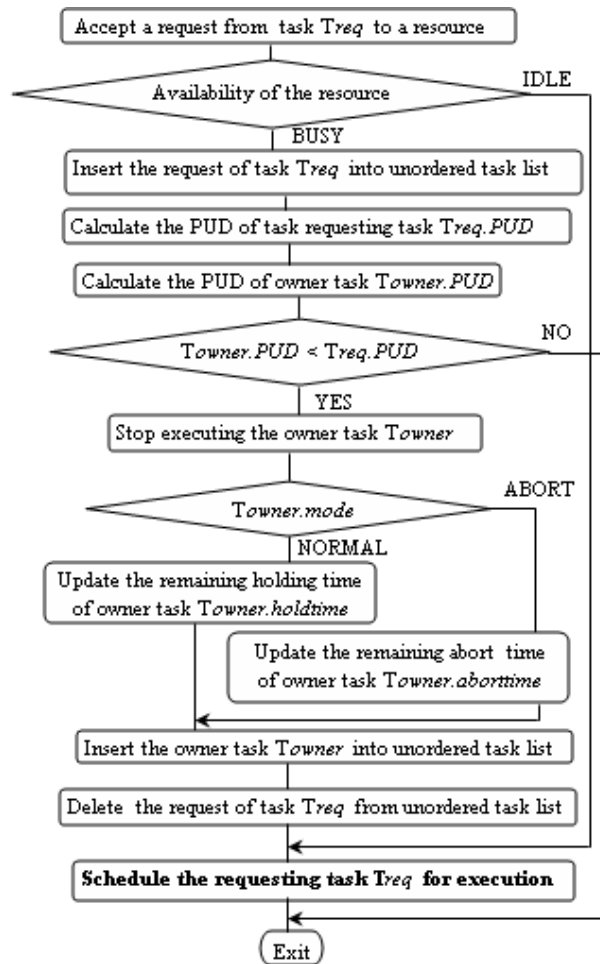 Accept a request from task Treq to a resource
IDLE
Availability of the resource
BUSY
Insert the request of task Treq into unordered task list
Calculate the PUD of task requesting task Treq.PUD
Calculate the PUD of owner task Towner.PUD
NO
Towner.PUD < Treq.PUD
YES
Stop executing the owner task Towner
ABORT
Towner.mode
NORMAL
Update the remaining holding time
of owner task Towner.holdtime
Update the remaining abort time
of owner task Towner.aborttime
Insert the owner task Towner into unordered task list
Delete the request of task Treq from unordered task list
Schedule the requesting task Treq for execution
Exit